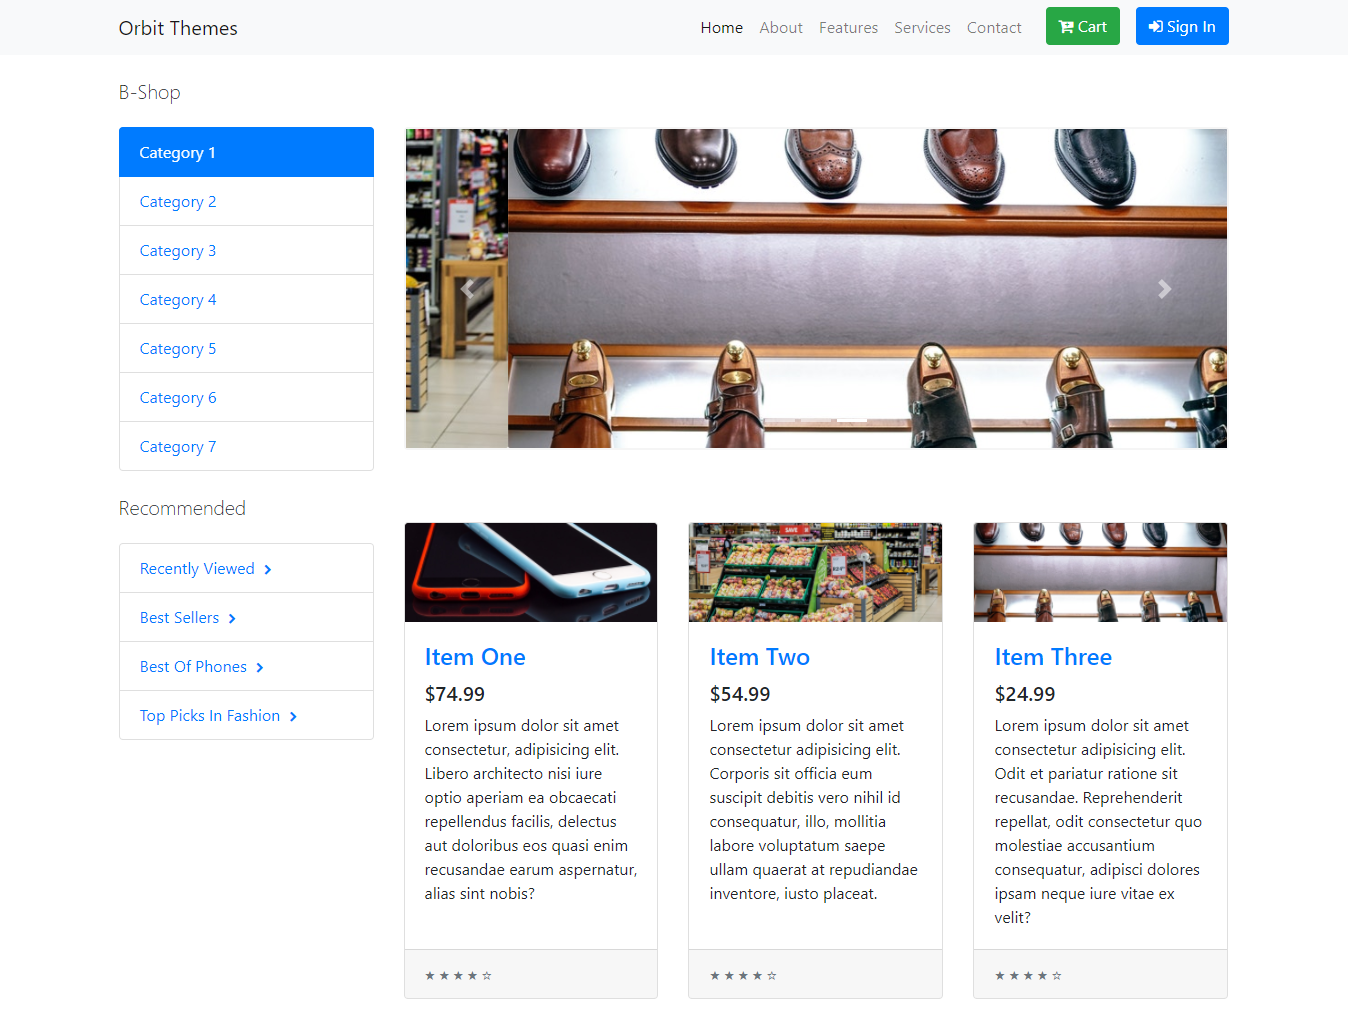 Orbit Themes
Home About Features Services Contact Cart Sign In
B-Shop
Category 1
Category 2
Category 3
Category 4
Category 5
Category 6
Category 7
Recommended
Recently Viewed
Best Sellers
Best Of Phones
Top Picks In Fashion
Item One
$74.99
Lorem ipsum dolor sit amet
consectetur, adipisicing elit.
Libero architecto nisi iure
optio aperiam ea obcaecati
repellendus facilis, delectus
aut doloribus eos quasi enim
recusandae earum aspernatur,
alias sint nobis?
★ ★ ★ ★ ☆
SAVE
Item Two
$54.99
Lorem ipsum dolor sit amet
consectetur adipisicing elit.
Corporis sit officia eum
suscipit debitis vero nihil id
consequatur, illo, mollitia
labore voluptatum saepe
ullam quaerat at repudiandae
inventore, iusto placeat.
★ ★ ★ ★ ☆
Item Three
$24.99
Lorem ipsum dolor sit amet
consectetur adipisicing elit.
Odit et pariatur ratione sit
recusandae. Reprehenderit
repellat, odit consectetur quo
molestiae accusantium
consequatur, adipisci dolores
ipsam neque iure vitae ex
velit?
★ ★ ★ ★ ☆